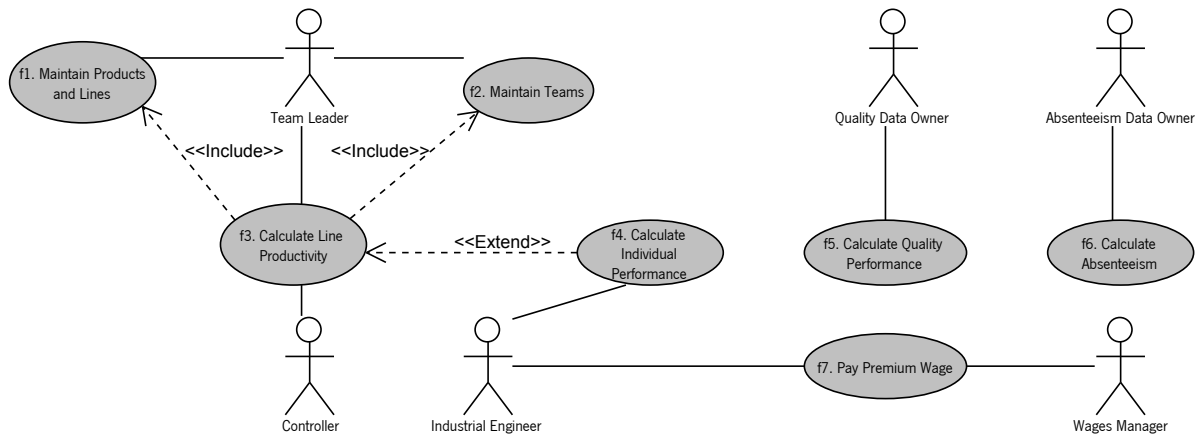 f1. Maintain Products
and Lines
f2. Maintain Teams
Team Leader
Quality Data Owner
Absenteeism Data Owner
<<Include>>
<<Include>>
f3. Calculate Line
Productivity
<<Extend>>
f4. Calculate
Individual
Performance
f5. Calculate Quality
Performance
f6. Calculate
Absenteeism
f7. Pay Premium Wage
Controller
Industrial Engineer
Wages Manager